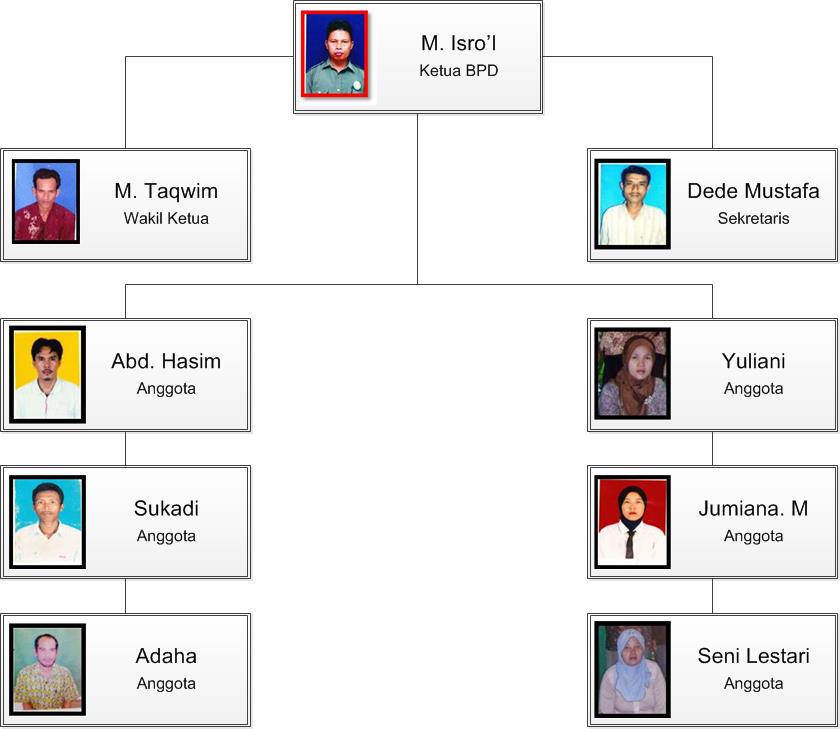 M. Isro’I
Ketua BPD
M. Taqwim
Wakil Ketua
Dede Mustafa
Sekretaris
Abd. Hasim
Anggota
Yuliani
Anggota
Sukadi
Anggota
Jumiana. M
Anggota
Adaha
Anggota
Seni Lestari
Anggota